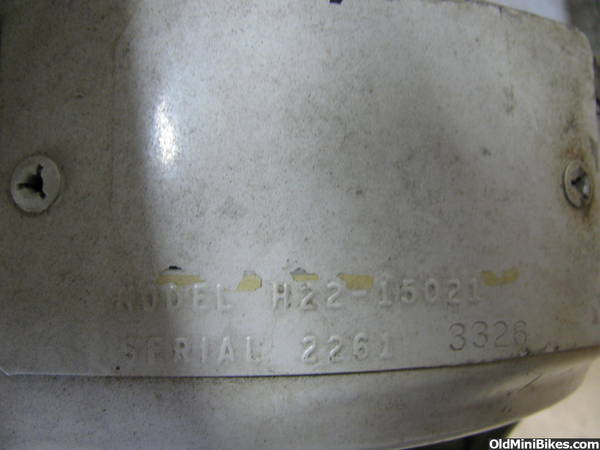 MODEL H22-15021
SERIAL 2261 3326
OldMiniBikes.com